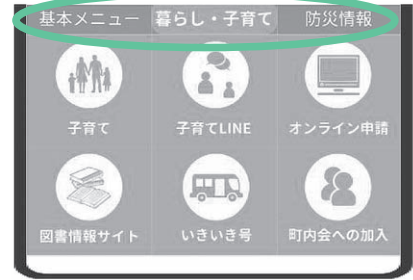 基本メニュー 暮らし・子育て 防災情報
子育て 子育てLINE オンライン申請
図書情報サイト いきいき号 町内会への加入